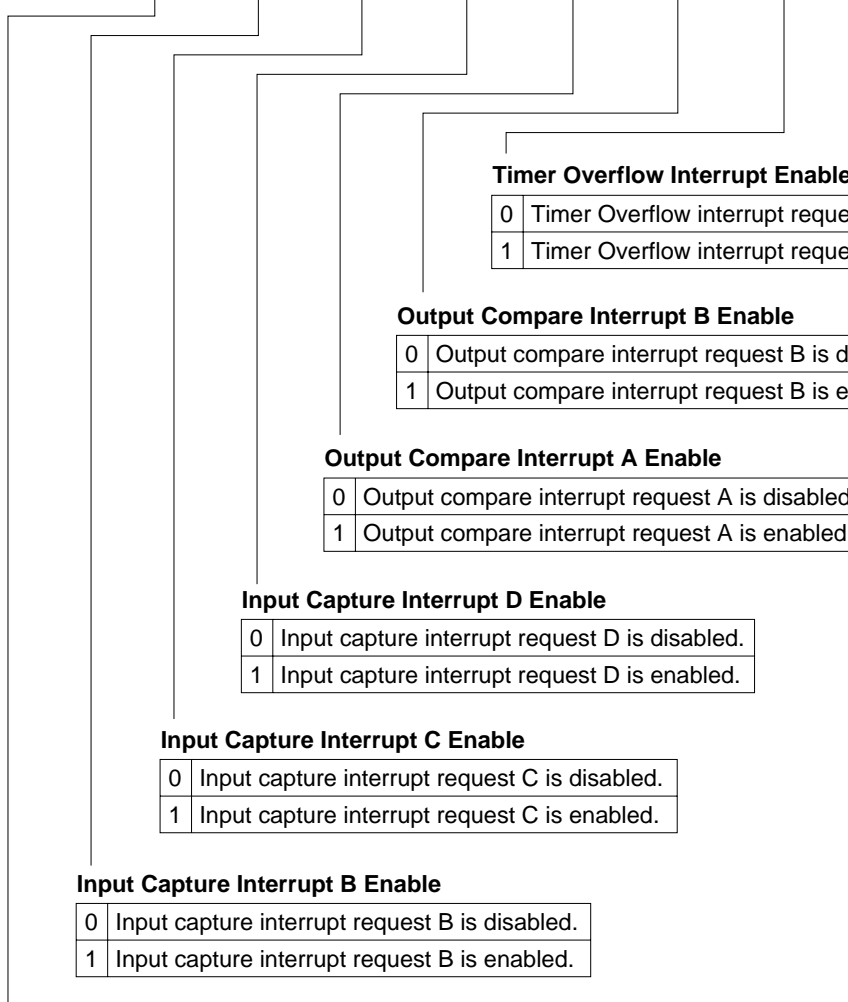 Timer Overflow Interrupt Enable
0 Timer Overflow interrupt reque
1 Timer Overflow interrupt reque
Output Compare Interrupt B Enable
0 Output compare interrupt request B is d
1 Output compare interrupt request B is e
Output Compare Interrupt A Enable
0 Output compare interrupt request A is disabled
1 Output compare interrupt request A is enabled.
Input Capture Interrupt D Enable
0 Input capture interrupt request D is disabled.
1 Input capture interrupt request D is enabled.
Input Capture Interrupt C Enable
0 Input capture interrupt request C is disabled.
1 Input capture interrupt request C is enabled.
Input Capture Interrupt B Enable
0 Input capture interrupt request B is disabled.
1 Input capture interrupt request B is enabled.